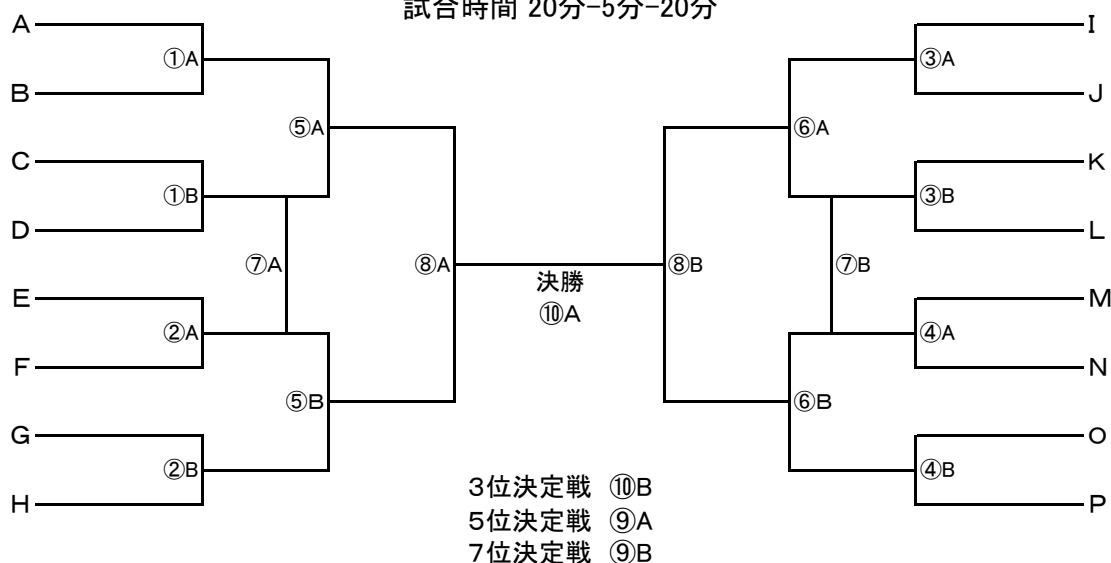 試合時間 20分-5分-20分
A
I
①A
③A
B
J
⑤A
⑥A
C
K
①B
③B
D
L
⑦A
⑧A
⑧B
⑦B
決勝
⑩A
E
M
②A
④A
F
N
⑤B
⑥B
G
O
②B
④B
H
P
3位決定戦 ⑩B
5位決定戦 ⑨A
7位決定戦 ⑨B